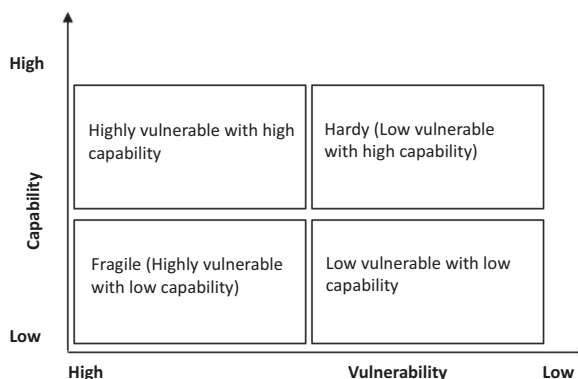 High
Highly vulnerable with high
capability
Hardy (Low vulnerable
with high capability)
Capability
Fragile (Highly vulnerable
with low capability)
Low vulnerable with low
capability
Low
High
Vulnerability
Low